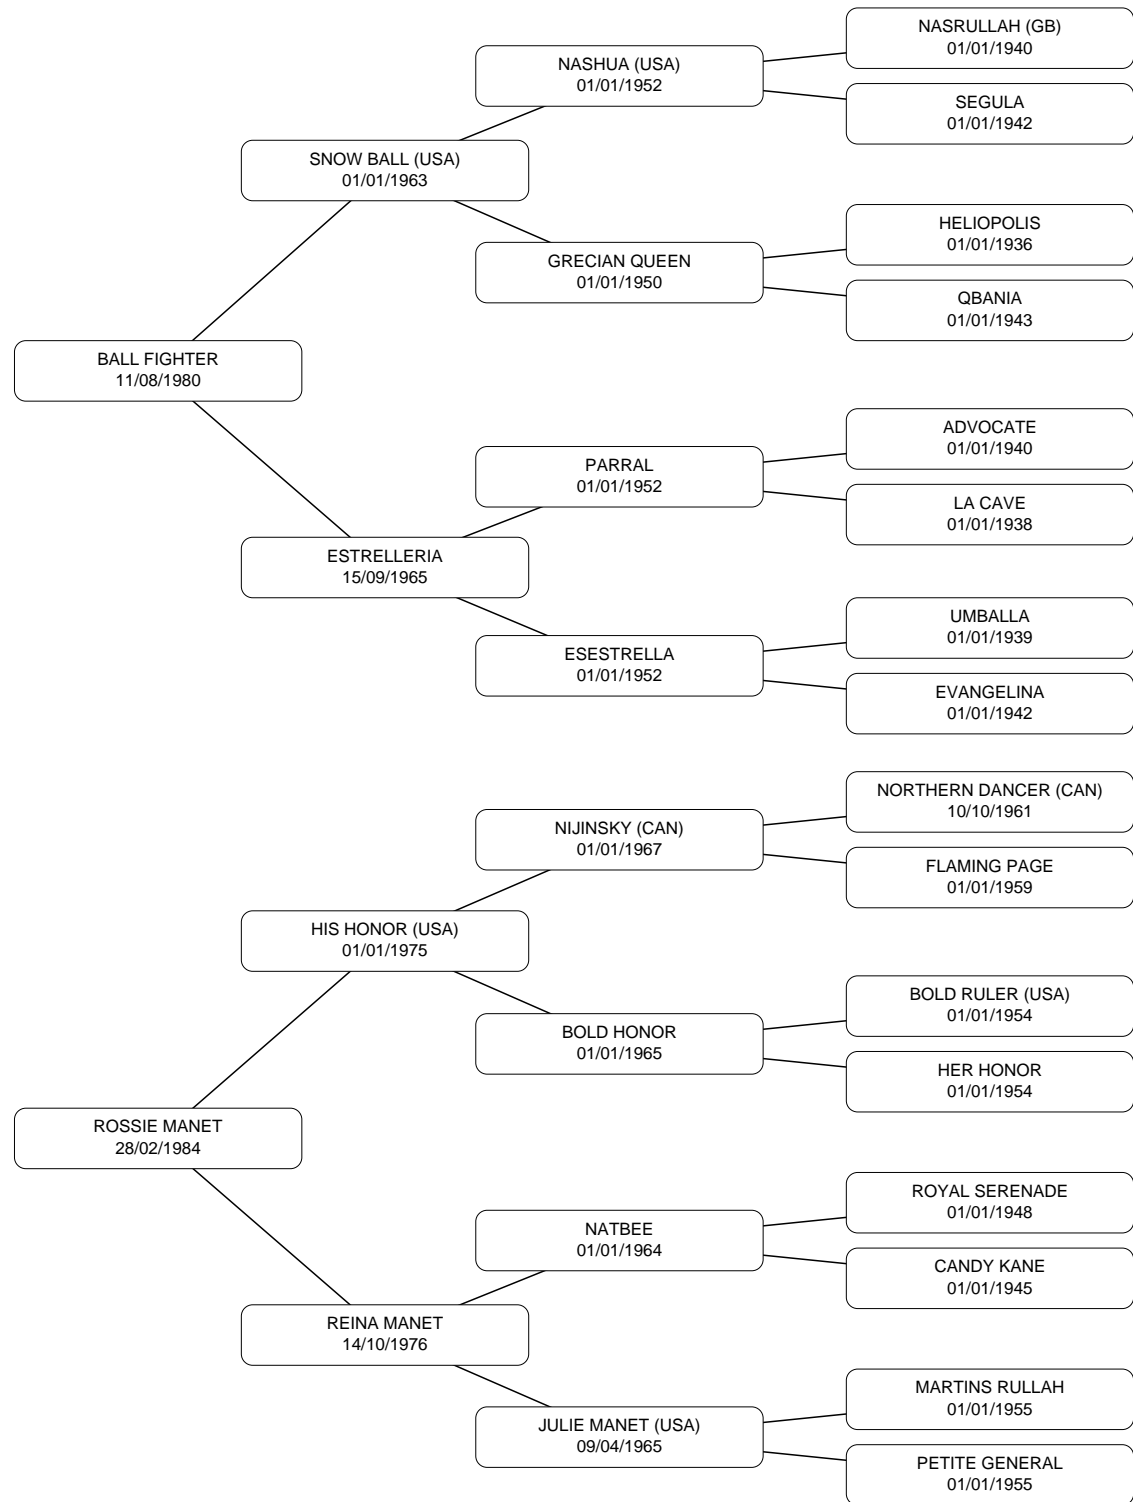 NASRULLAH (GB)
01/01/1940
NASHUA (USA)
01/01/1952
SEGULA
01/01/1942
SNOW BALL (USA)
01/01/1963
HELIOPOLIS
01/01/1936
GRECIAN QUEEN
01/01/1950
QBANIA
01/01/1943
BALL FIGHTER
11/08/1980
ADVOCATE
01/01/1940
PARRAL
01/01/1952
LA CAVE
01/01/1938
ESTRELLERIA
15/09/1965
UMBALLA
01/01/1939
ESESTRELLA
01/01/1952
EVANGELINA
01/01/1942
NORTHERN DANCER (CAN)
10/10/1961
NIJINSKY (CAN)
01/01/1967
FLAMING PAGE
01/01/1959
HIS HONOR (USA)
01/01/1975
BOLD RULER (USA)
01/01/1954
BOLD HONOR
01/01/1965
HER HONOR
01/01/1954
ROSSIE MANET
28/02/1984
ROYAL SERENADE
01/01/1948
NATBEE
01/01/1964
CANDY KANE
01/01/1945
REINA MANET
14/10/1976
MARTINS RULLAH
01/01/1955
JULIE MANET (USA)
09/04/1965
PETITE GENERAL
01/01/1955